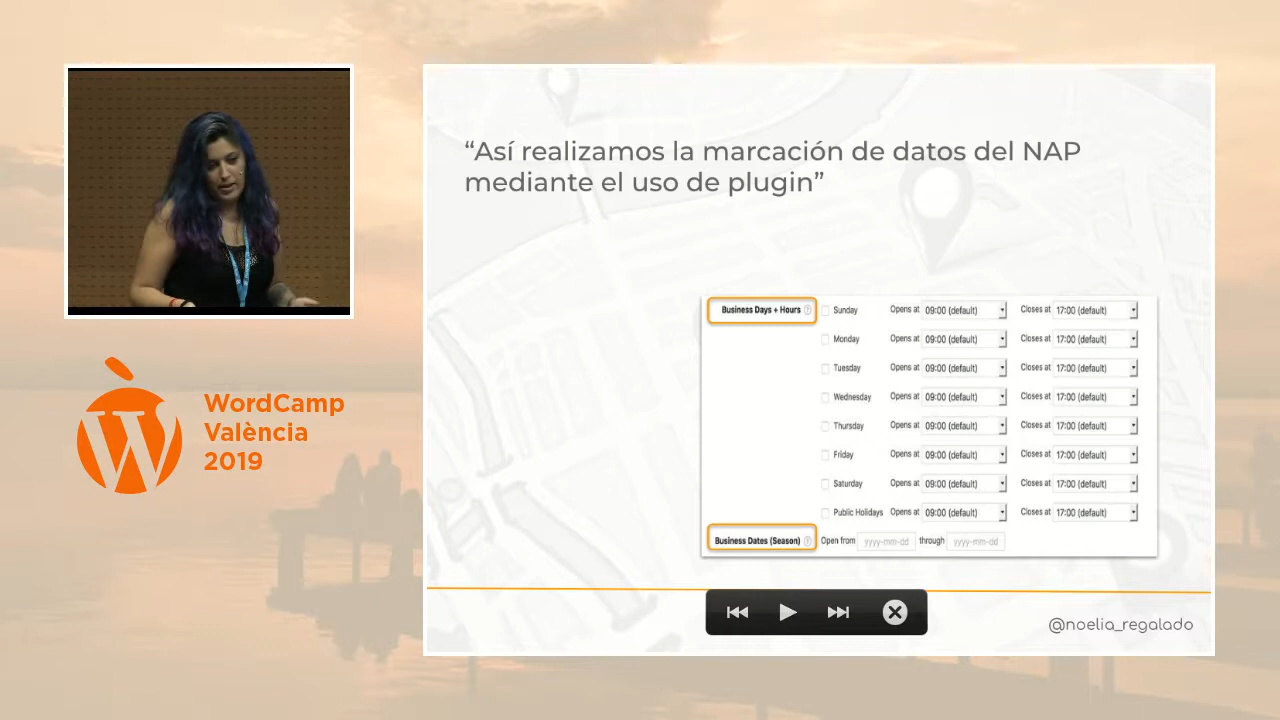 “Así realizamos la marcación de datos del NAP
mediante el uso de plugin”
Business Days + Hours ? Sunday Opens at 09:00 (default) Closes at 17:00 (default)
Monday Opens at 09:00 (default) Closes at 17:00 (default)
Tuesday Opens at 09:00 (default) Closes at 17:00 (default)
Wednesday Opens at 09:00 (default) Closes at 17:00 (default)
Thursday Opens at 09:00 (default) Closes at 17:00 (default)
Friday Opens at 09:00 (default) Closes at 17:00 (default)
Saturday Opens at 09:00 (default) Closes at 17:00 (default)
Public Holidays Opens at 09:00 (default) Closes at 17:00 (default)
Business Dates (Season) ? Open from yyyy-mm-dd through yyyy-mm-dd
@noelia_regalado
WordCamp
València
2019